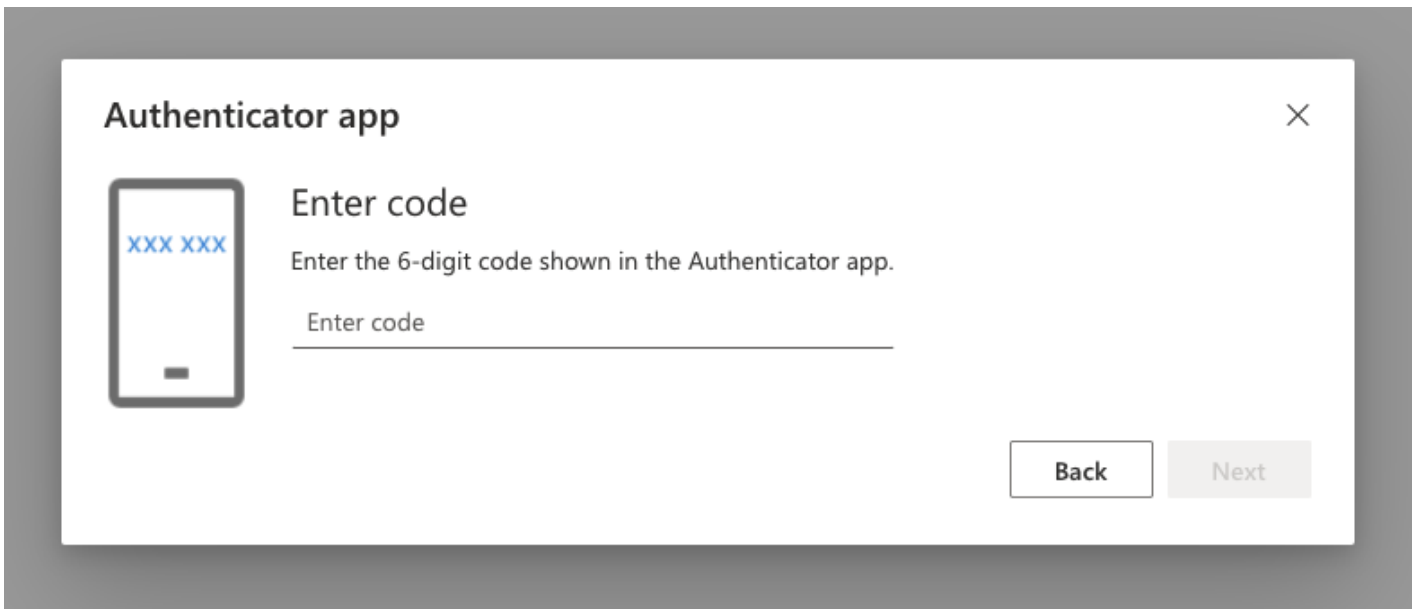 Authenticator app
xxx xxx
Enter code
Enter the 6-digit code shown in the Authenticator app.
Enter code
Back Next